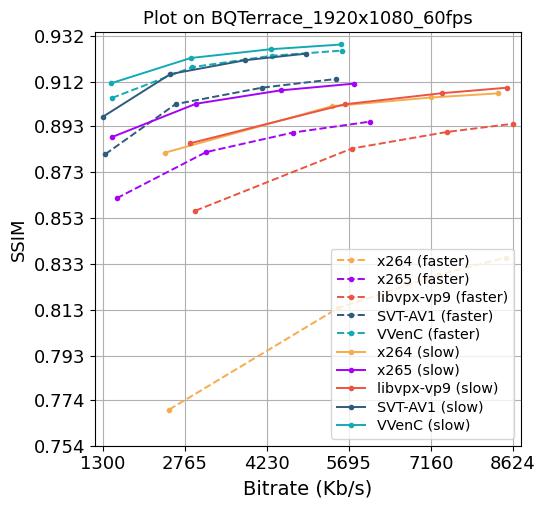 Plot on BQTerrace_1920x1080_60fps
0.932
0.912
0.893
0.873
0.853
0.833
0.813
0.793
0.774
0.754
SSIM
x264 (faster)
x265 (faster)
libvpx-vp9 (faster)
SVT-AV1 (faster)
VVenC (faster)
x264 (slow)
x265 (slow)
libvpx-vp9 (slow)
SVT-AV1 (slow)
VVenC (slow)
1300 2765 4230 5695 7160 8624
Bitrate (Kb/s)